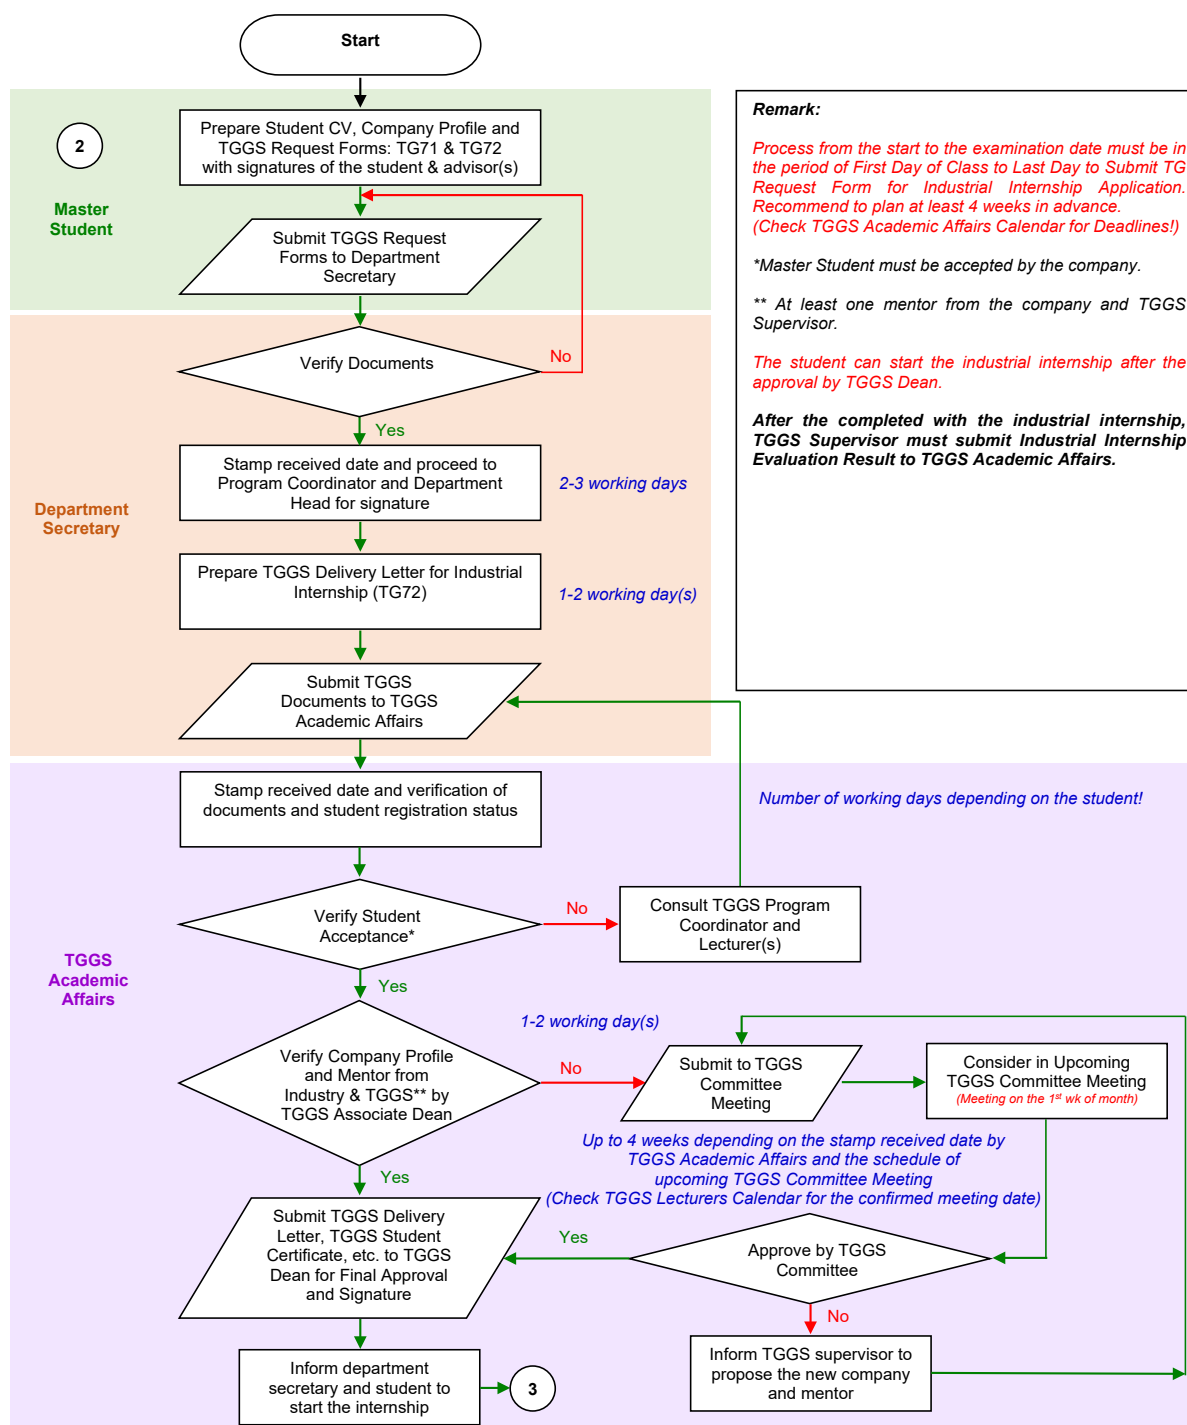 Start
2
Master
Student
Prepare Student CV, Company Profile and
TGGS Request Forms: TG71 & TG72
with signatures of the student & advisor(s)
Submit TGGS Request
Forms to Department
Secretary
Remark:
Process from the start to the examination date must be in
the period of First Day of Class to Last Day to Submit TG
Request Form for Industrial Internship Application.
Recommend to plan at least 4 weeks in advance.
(Check TGGS Academic Affairs Calendar for Deadlines!)
*Master Student must be accepted by the company.
** At least one mentor from the company and TGGS
Supervisor.
The student can start the industrial internship after the
approval by TGGS Dean.
After the completed with the industrial internship,
TGGS Supervisor must submit Industrial Internship
Evaluation Result to TGGS Academic Affairs.
Department
Secretary
Verify Documents
No
Yes
Stamp received date and proceed to
Program Coordinator and Department
Head for signature
2-3 working days
Prepare TGGS Delivery Letter for Industrial
Internship (TG72)
1-2 working day(s)
Submit TGGS
Documents to TGGS
Academic Affairs
TGGS
Academic
Affairs
Stamp received date and verification of
documents and student registration status
Number of working days depending on the student!
Verify Student
Acceptance*
No
Consult TGGS Program
Coordinator and
Lecturer(s)
Yes
1-2 working day(s)
Verify Company Profile
and Mentor from
Industry & TGGS** by
TGGS Associate Dean
No
Submit to TGGS
Committee
Meeting
Consider in Upcoming
TGGS Committee Meeting
(Meeting on the 1st wk of month)
Up to 4 weeks depending on the stamp received date by
TGGS Academic Affairs and the schedule of
upcoming TGGS Committee Meeting
(Check TGGS Lecturers Calendar for the confirmed meeting date)
Yes
Submit TGGS Delivery
Letter, TGGS Student
Certificate, etc. to TGGS
Dean for Final Approval
and Signature
Yes
Approve by TGGS
Committee
No
Inform TGGS supervisor to
propose the new company
and mentor
Inform department
secretary and student to
start the internship
3